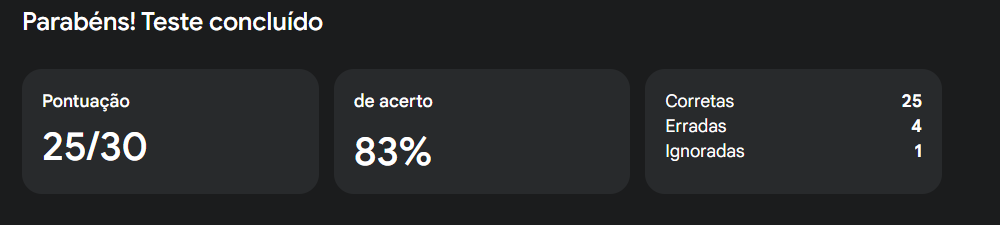 Parabéns! Teste concluído
Pontuação
25/30
de acerto
83%
Corretas 25
Erradas 4
Ignoradas 1